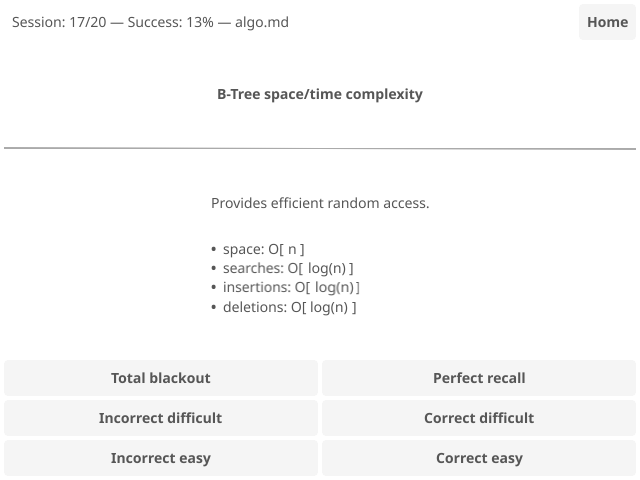 Session: 17/20 — Success: 13% — algo.md
Home
B-Tree space/time complexity
Provides efficient random access.
• space: O[ n ]
• searches: O[ log(n) ]
• insertions: O[ log(n) ]
• deletions: O[ log(n) ]
Total blackout
Perfect recall
Incorrect difficult
Correct difficult
Incorrect easy
Correct easy